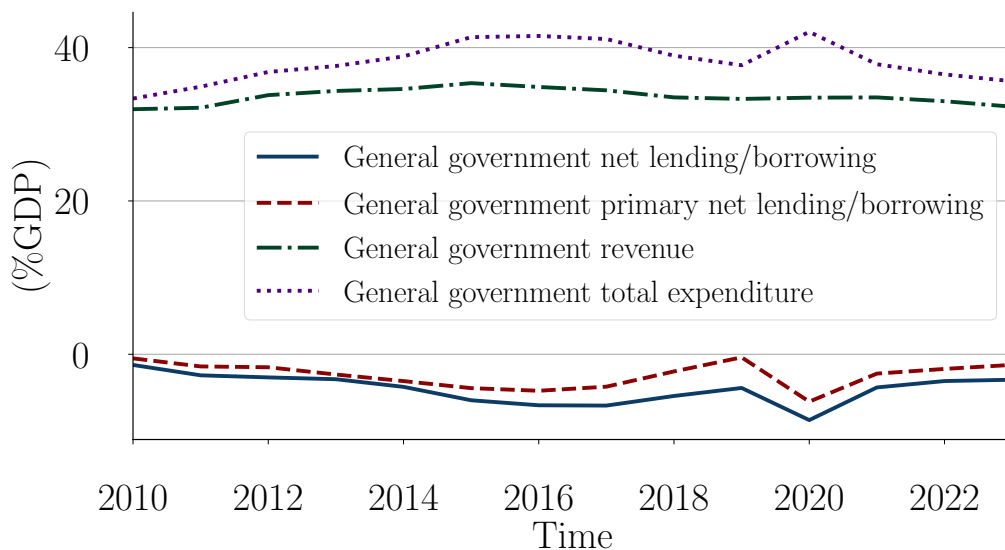 40
20
0
(%GDP)
General government net lending/borrowing
General government primary net lending/borrowing
General government revenue
General government total expenditure
2010 2012 2014 2016 2018 2020 2022
Time